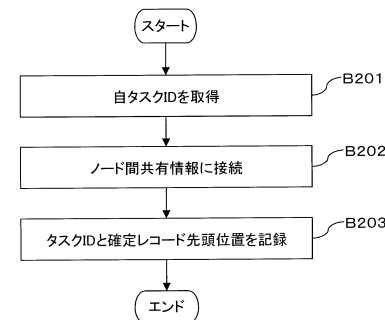 スタート
B201
自タスクIDを取得
B202
ノード間共有情報に接続
B203
タスクIDと確定レコード先頭位置を記録
エンド